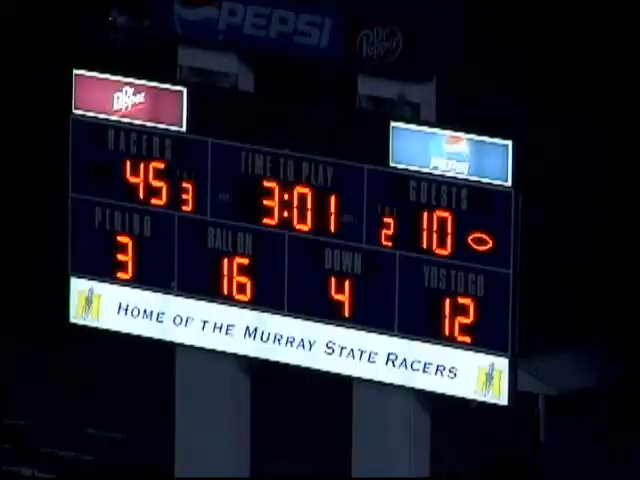 PEPSI
Dr Pepper
Dr Pepper
PEPSI
RACERS TIME TO PLAY GUESTS
45 3 3:01 2 10
PERIOD BALL ON DOWN YDS TO GO
3 16 4 12
HOME OF THE MURRAY STATE RACERS